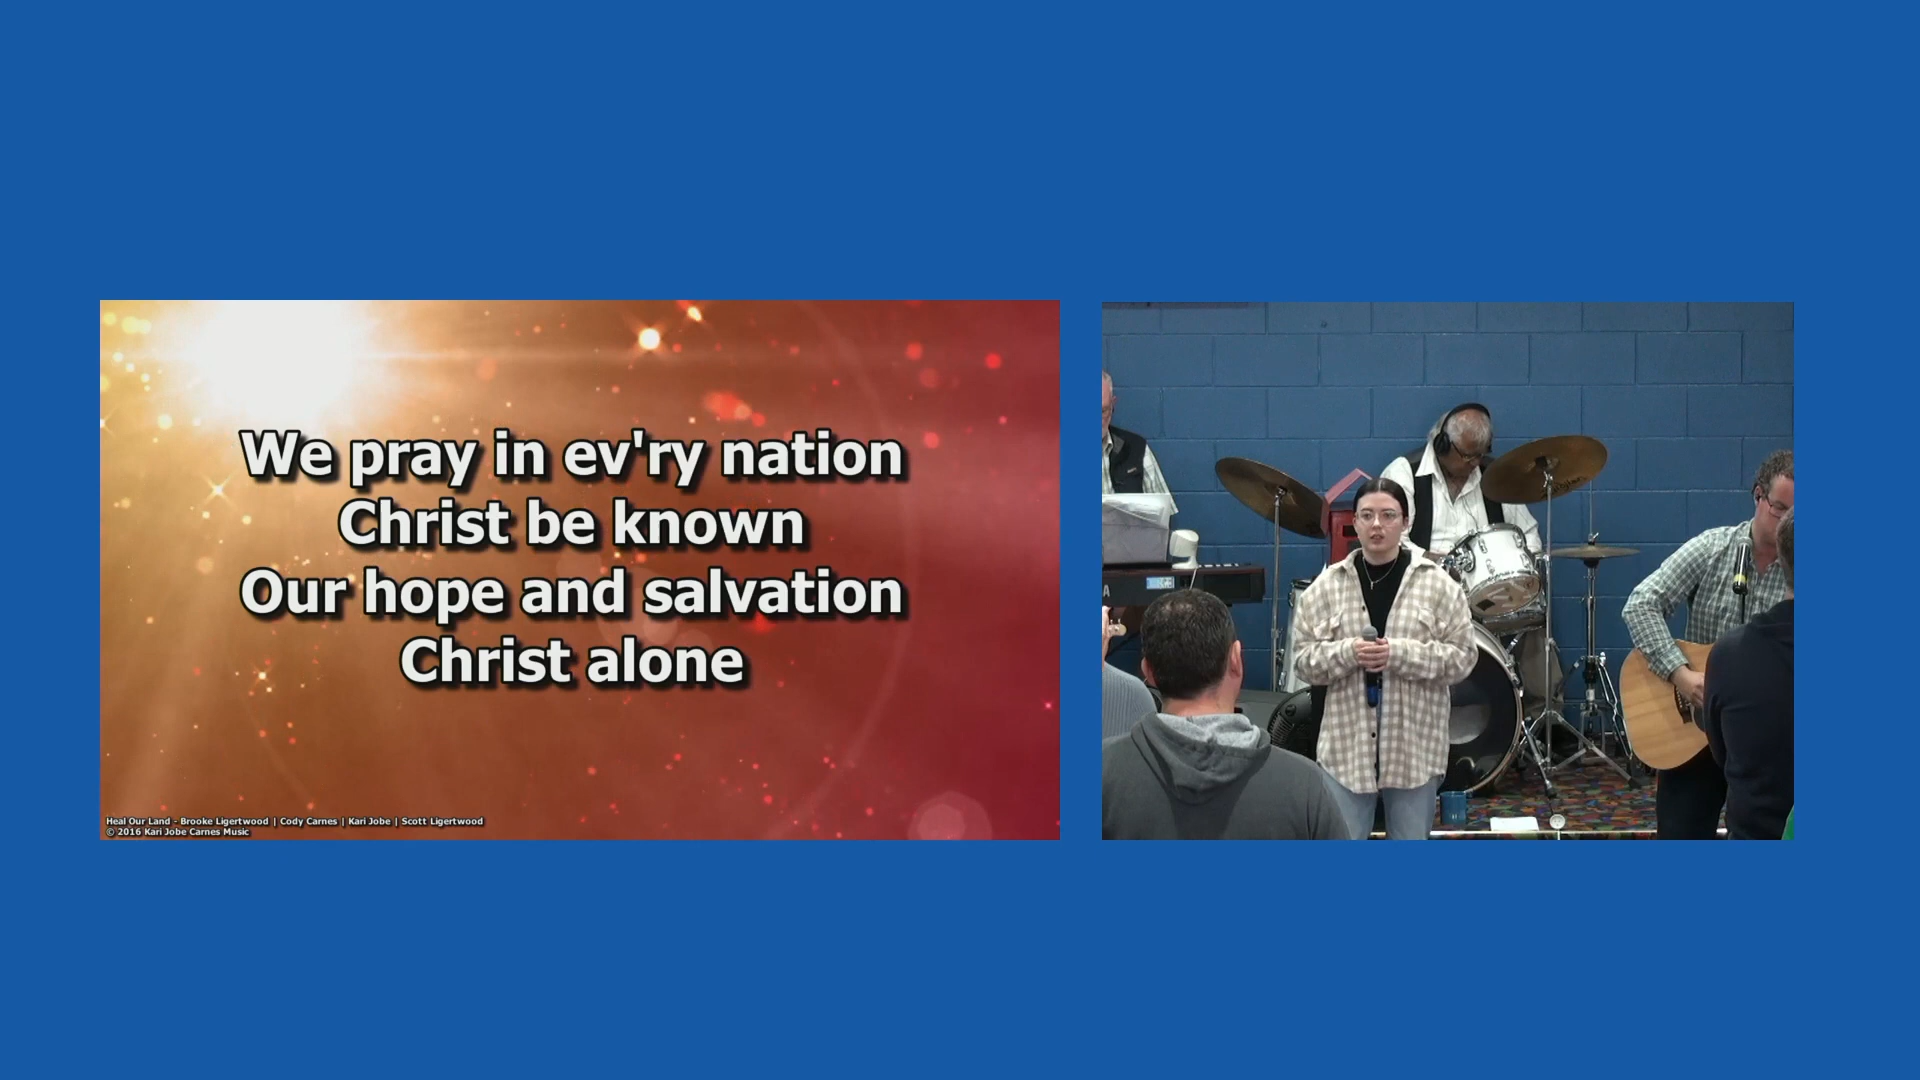 We pray in ev'ry nation
Christ be known
Our hope and salvation
Christ alone
Heal Our Land - Brooke Ligertwood | Cody Carnes | Kari Jobe | Scott Ligertwood
© 2016 Kari Jobe Carnes Music